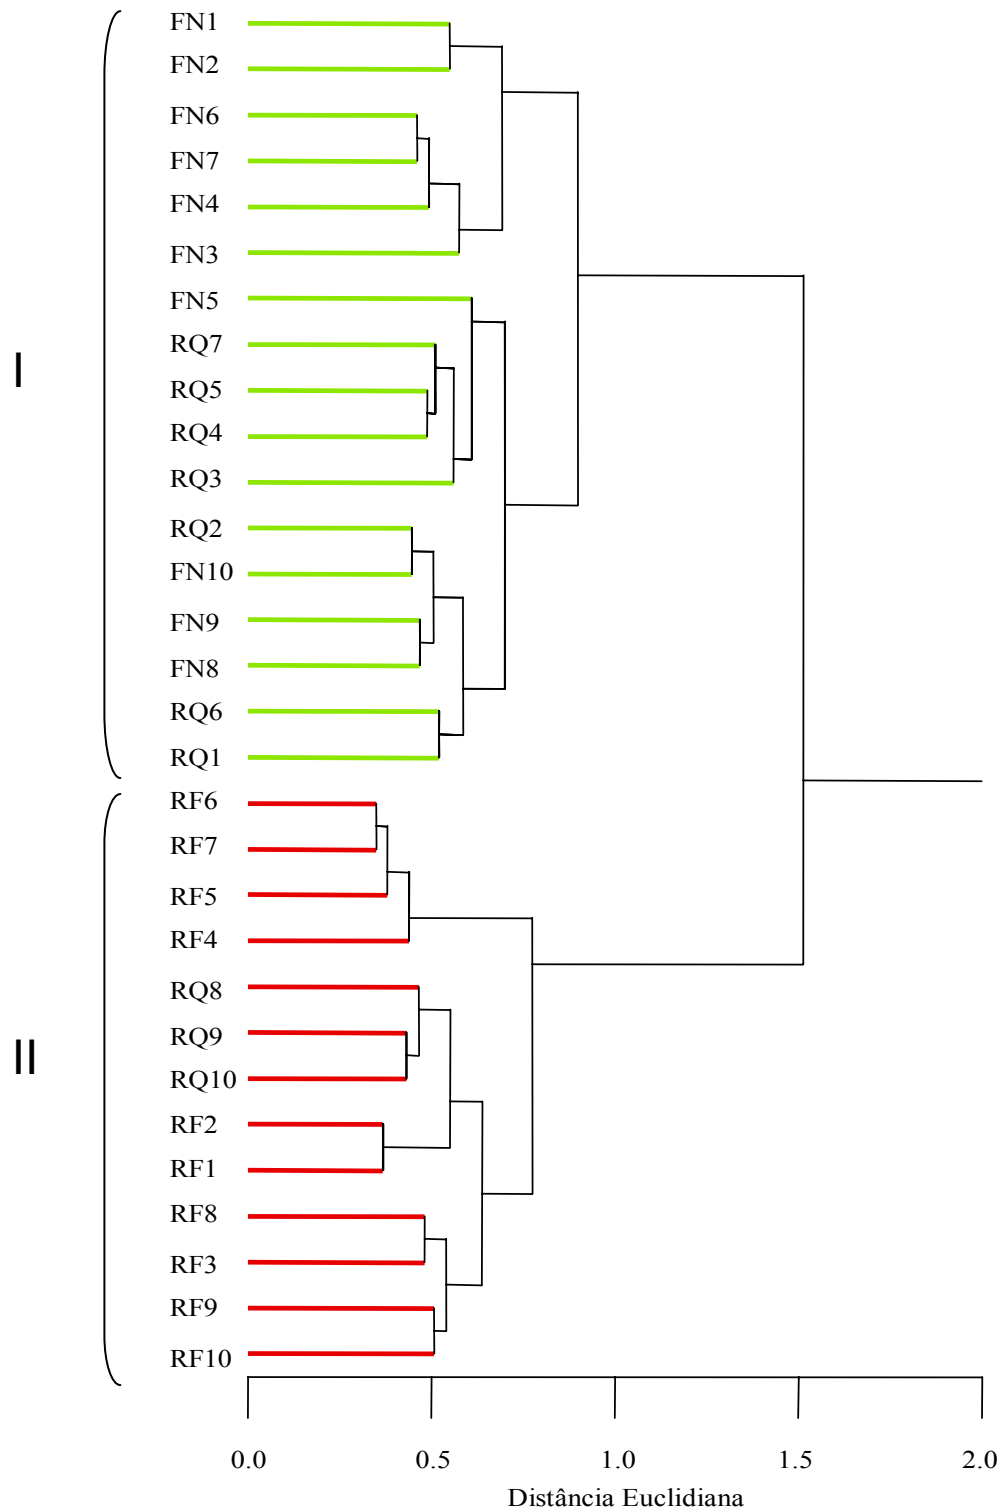 FN1
FN2
FN6
FN7
FN4
FN3
FN5
I
RQ7
RQ5
RQ4
RQ3
RQ2
FN10
FN9
FN8
RQ6
RQ1
RF6
RF7
RF5
RF4
RQ8
RQ9
II
RQ10
RF2
RF1
RF8
RF3
RF9
RF10
0.0 0.5 1.0 1.5 2.0
Distância Euclidiana